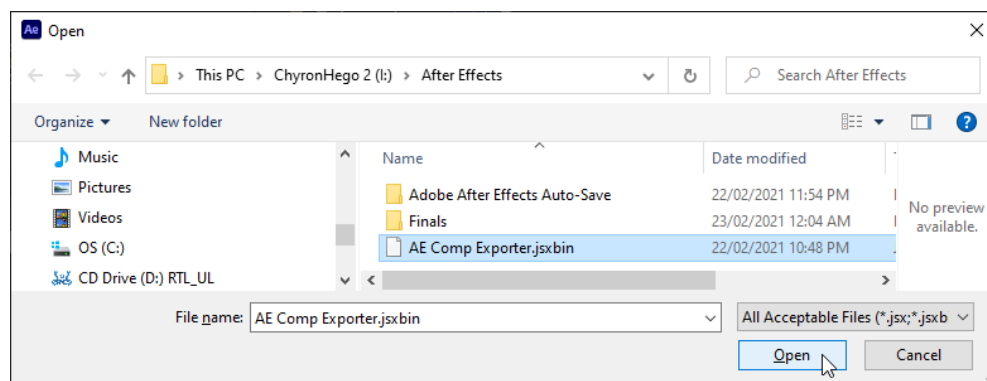 Ae Open
This PC > ChyronHego 2 (I:) > After Effects
Search After Effects
Organize
New folder
?
Name
Date modified
Music
Pictures
Videos
OS (C:)
CD Drive (D:) RTL_UL
Adobe After Effects Auto-Save 22/02/2021 11:54 PM
Finals 23/02/2021 12:04 AM
AE Comp Exporter.jsxbin 22/02/2021 10:48 PM
No preview
available.
File name: AE Comp Exporter.jsxbin
All Acceptable Files (*.jsx;*.jsxb
Open
Cancel